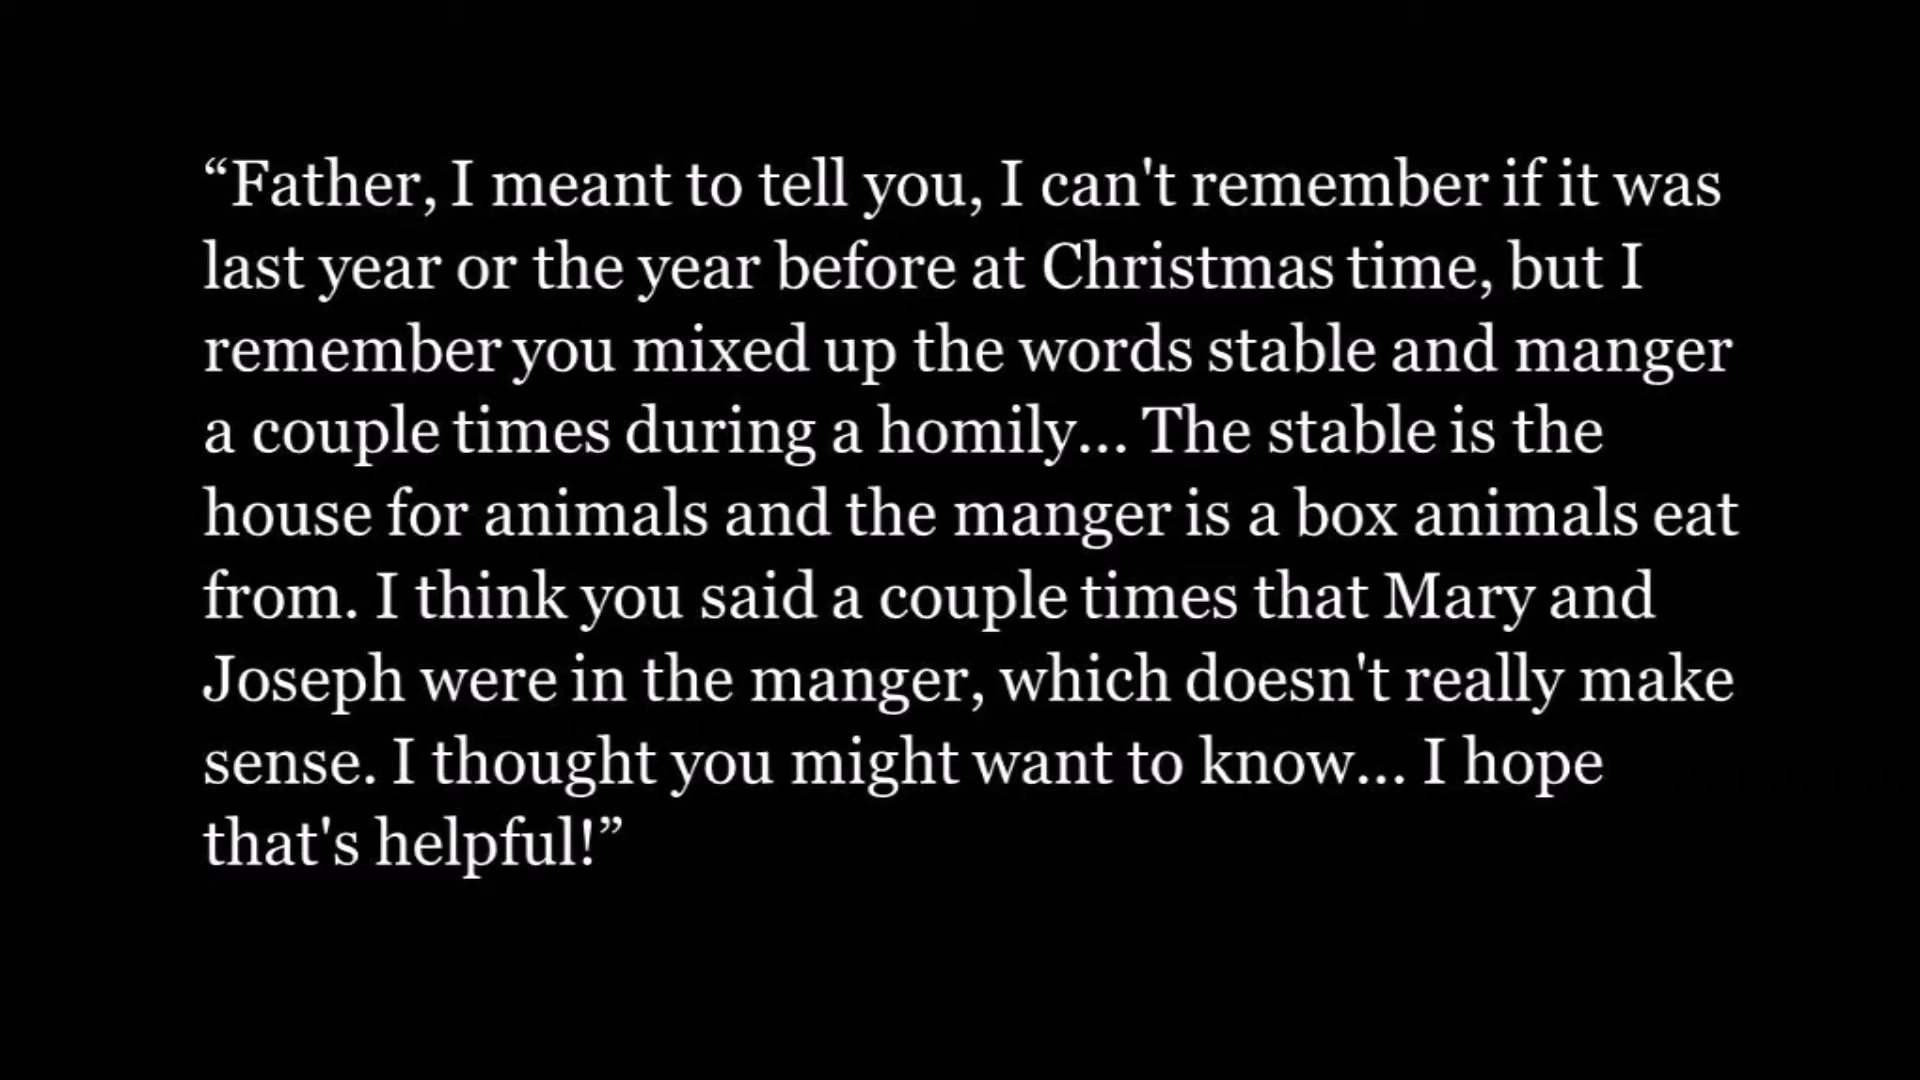 “Father, I meant to tell you, I can't remember if it was
last year or the year before at Christmas time, but I
remember you mixed up the words stable and manger
a couple times during a homily... The stable is the
house for animals and the manger is a box animals eat
from. I think you said a couple times that Mary and
Joseph were in the manger, which doesn't really make
sense. I thought you might want to know... I hope
that's helpful!”